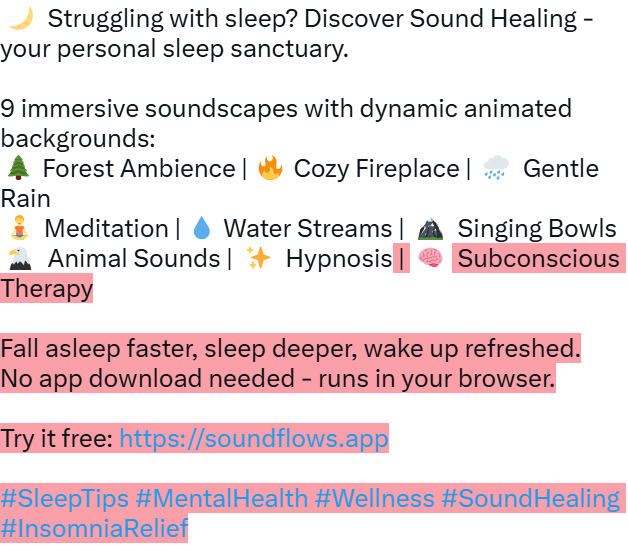 🌙 Struggling with sleep? Discover Sound Healing -
your personal sleep sanctuary.
9 immersive soundscapes with dynamic animated
backgrounds:
🌲 Forest Ambience | 🔥 Cozy Fireplace | 🌧️ Gentle
Rain
🧘 Meditation | 💧 Water Streams | ⛰️ Singing Bowls
🦅 Animal Sounds | ✨ Hypnosis | 🧠 Subconscious
Therapy
Fall asleep faster, sleep deeper, wake up refreshed.
No app download needed - runs in your browser.
Try it free: https://soundflows.app
#SleepTips #MentalHealth #Wellness #SoundHealing
#InsomniaRelief